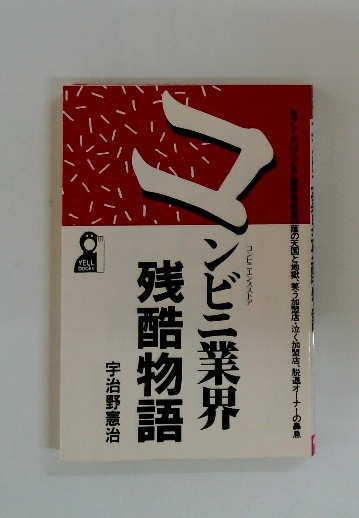 の天国と地獄、笑う加盟店・泣く加盟店、脱退オーナーの鼻息
コンビニ業界
コンビニエンスストア
残酷物語
宇治野憲治
YELL
books